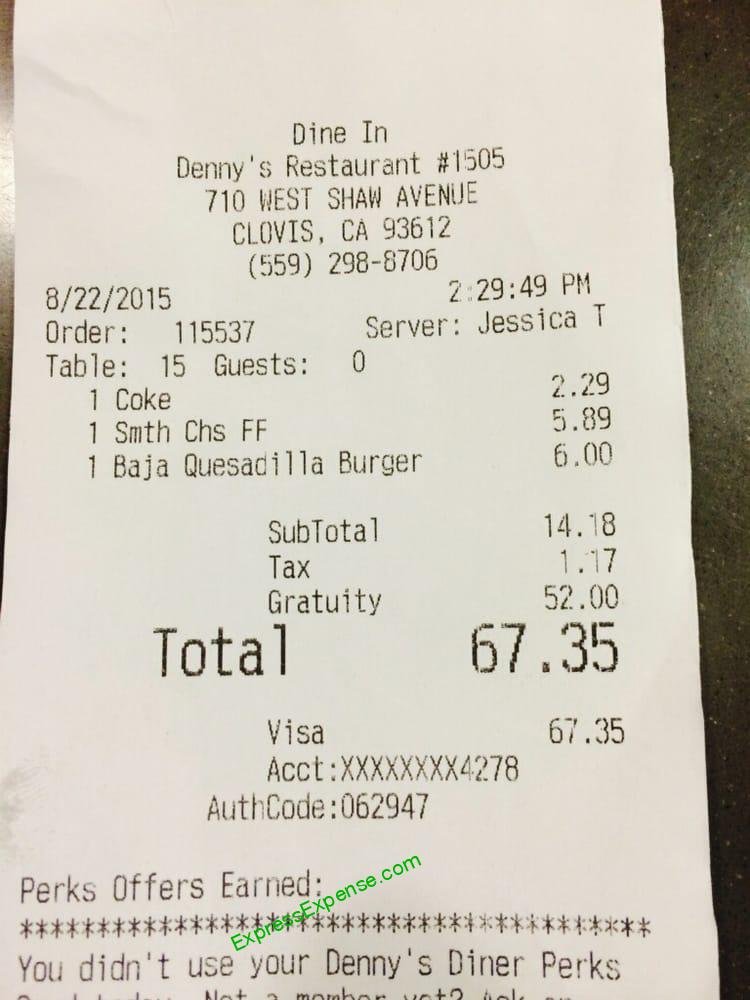 Dine In
Denny's Restaurant #1505
710 WEST SHAW AVENUE
CLOVIS, CA 93612
(559) 298-8706
8/22/2015 2:29:49 PM
Order: 115537 Server: Jessica T
Table: 15 Guests: 0
1 Coke 2.29
1 Smth Chs FF 5.89
1 Baja Quesadilla Burger 6.00
SubTotal 14.18
Tax 1.17
Gratuity 52.00
Total 67.35
Visa 67.35
Acct:XXXXXXXX4278
AuthCode:062947
Perks Offers Earned:
ExpressExpense.com
*****************************************
You didn't use your Denny's Diner Perks
Not a member yet? Ask